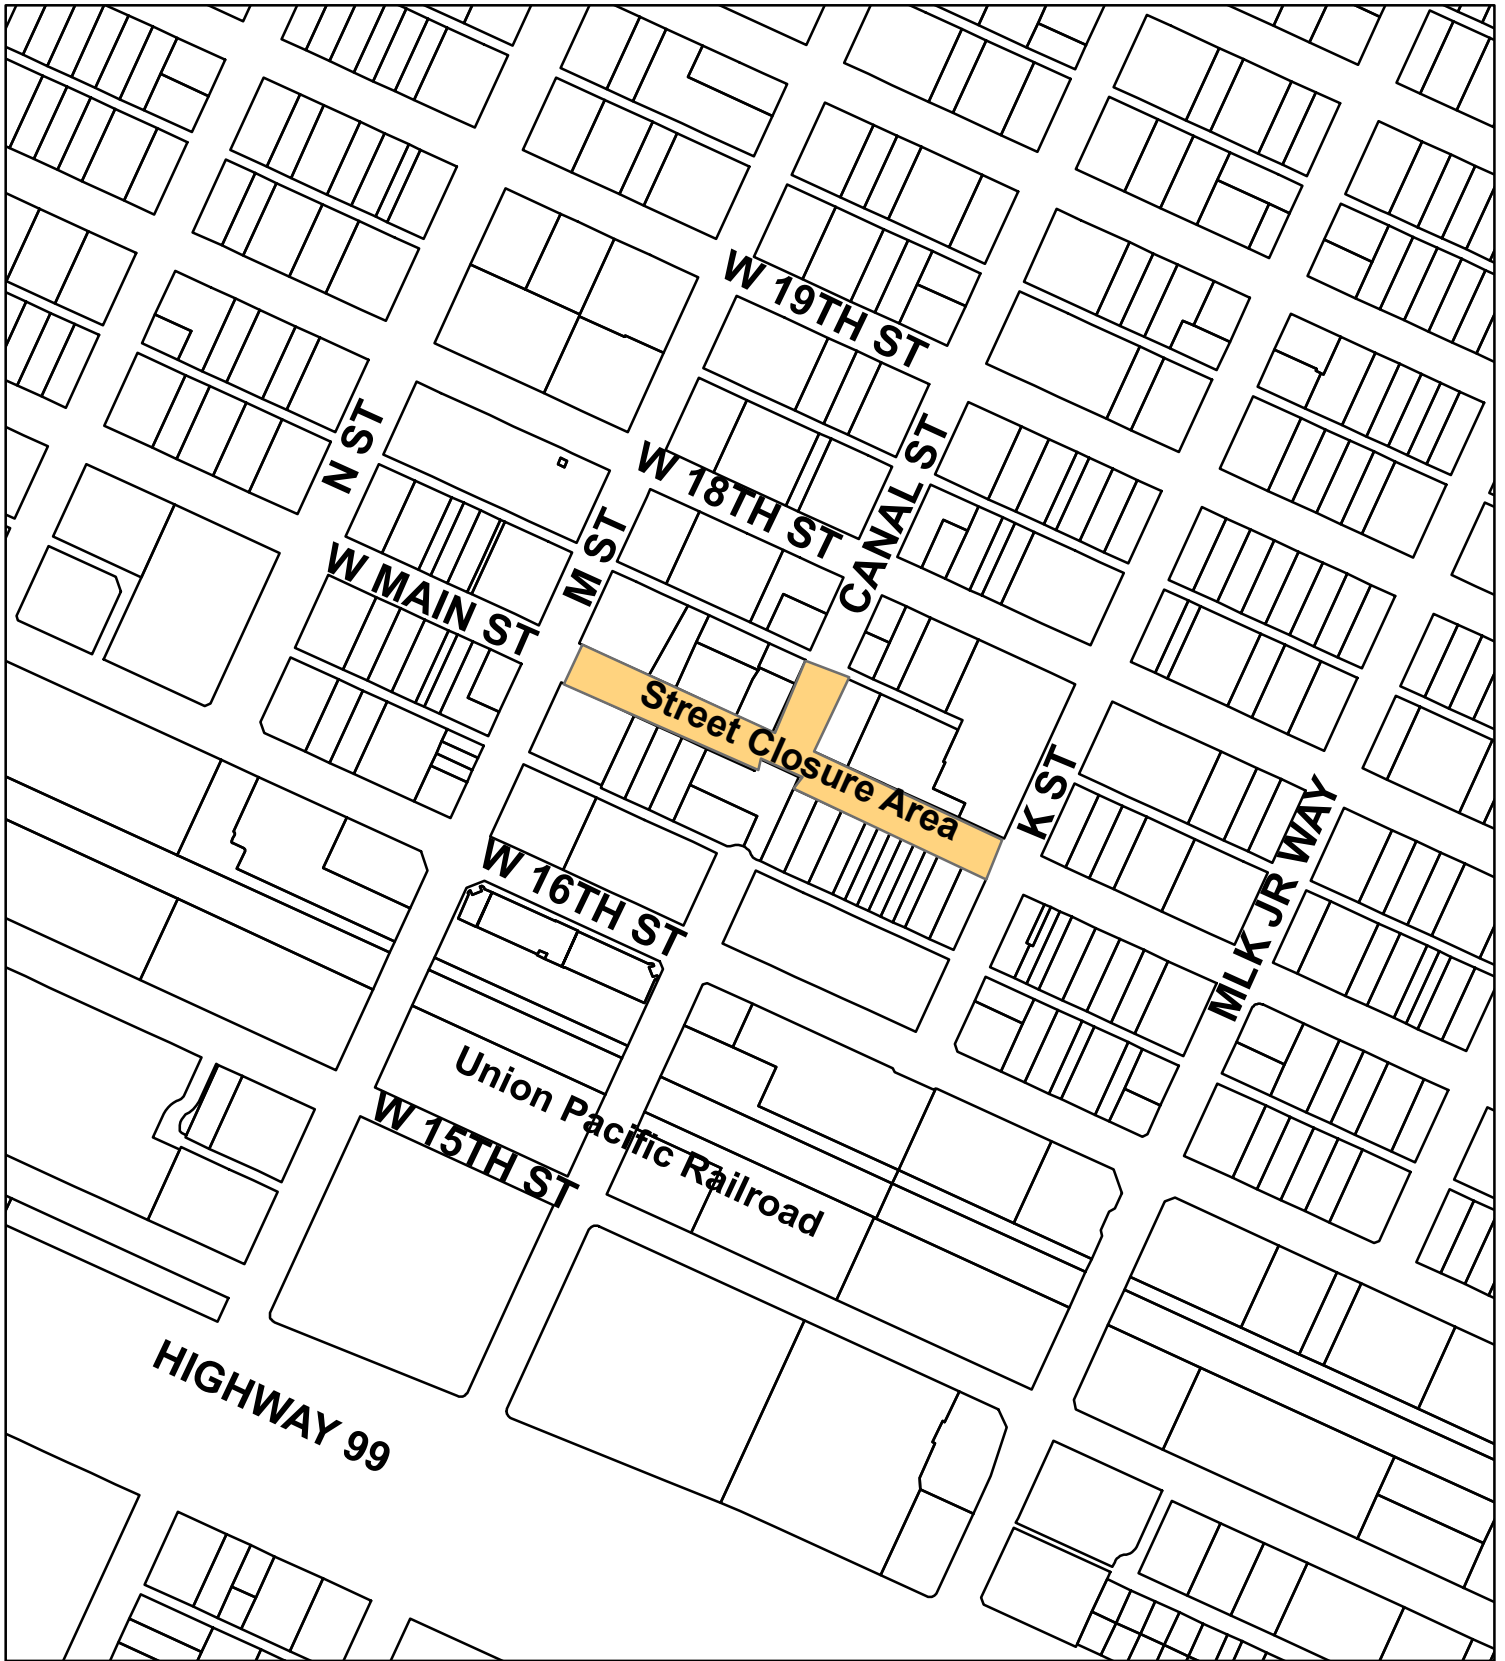 W 19TH ST
N ST
CANAL ST
W 18TH ST
M ST
W MAIN ST
Street Closure Area
K ST
MLK JR WAY
W 16TH ST
Union Pacific Railroad
W 15TH ST
HIGHWAY 99